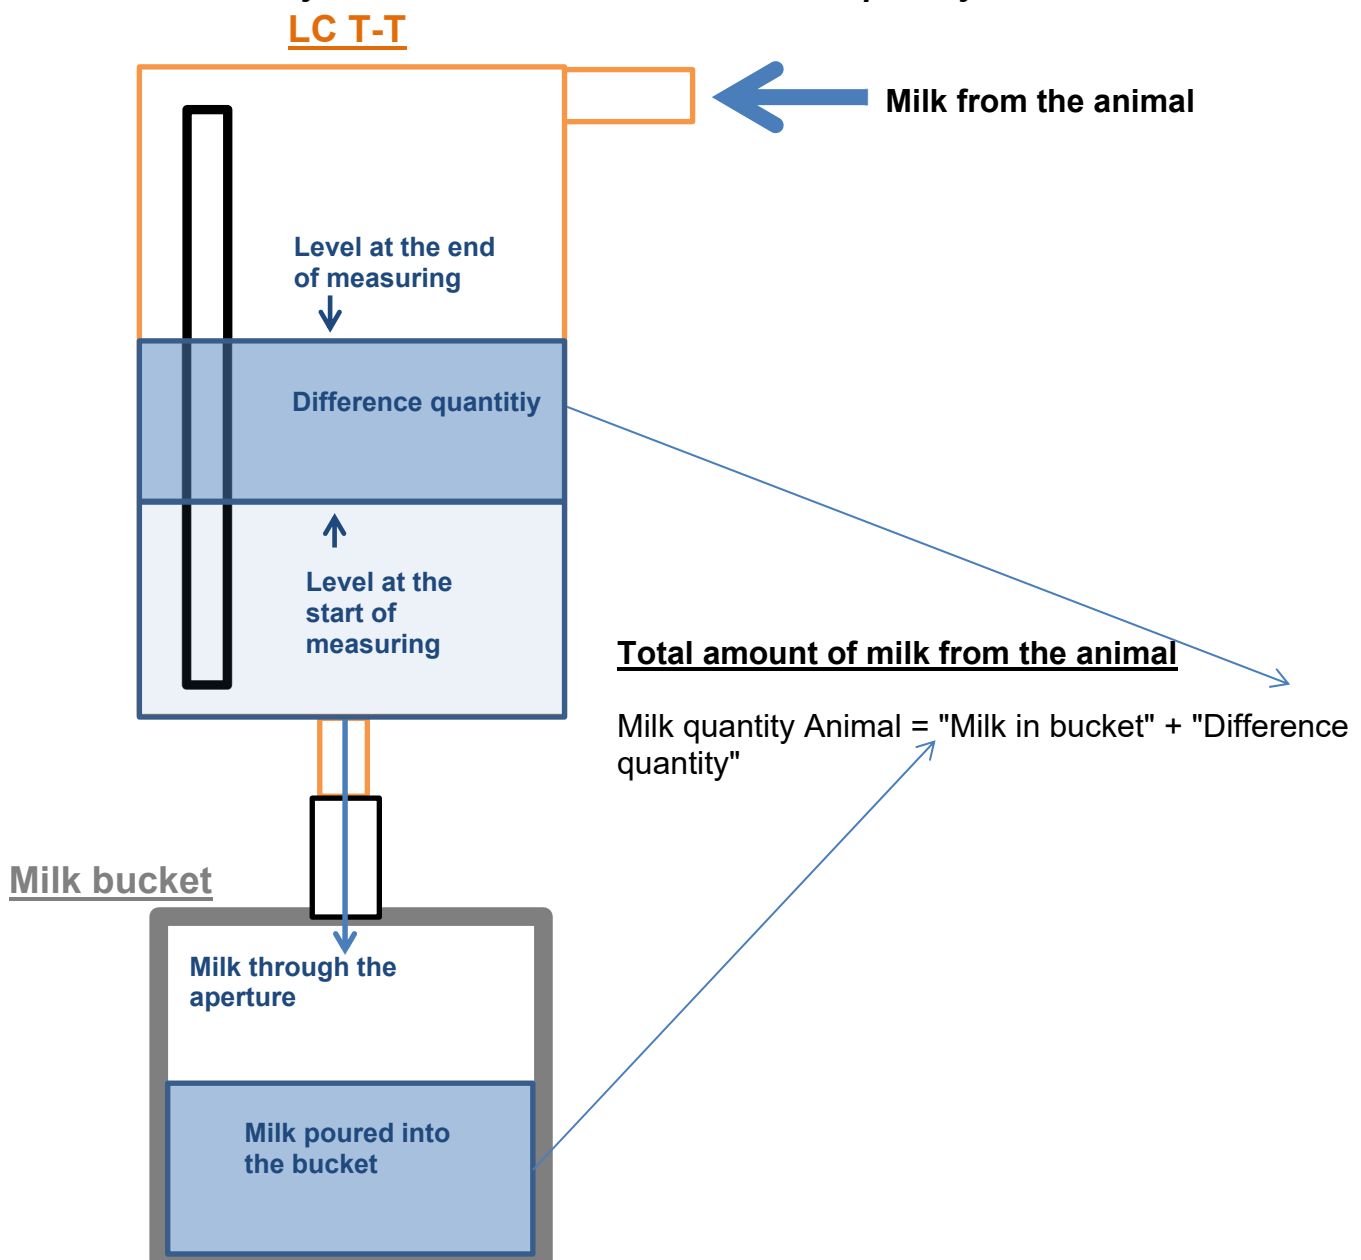 LC T-T
Milk from the animal
Level at the end
of measuring
Difference quantitiy
Level at the
start of
measuring
Total amount of milk from the animal
Milk quantity Animal = "Milk in bucket" + "Difference
quantity"
Milk bucket
Milk through the
aperture
Milk poured into
the bucket